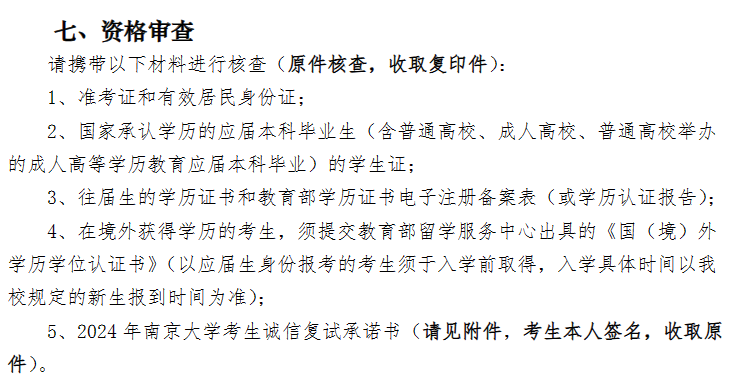 七、资格审查
请携带以下材料进行核查（原件核查，收取复印件）：
1、准考证和有效居民身份证；
2、国家承认学历的应届本科毕业生（含普通高校、成人高校、普通高校举办
的成人高等学历教育应届本科毕业）的学生证；
3、往届生的学历证书和教育部学历证书电子注册备案表（或学历认证报告）；
4、在境外获得学历的考生，须提交教育部留学服务中心出具的《国（境）外
学历学位认证书》（以应届生身份报考的考生须于入学前取得，入学具体时间以我
校规定的新生报到时间为准）；
5、2024 年南京大学考生诚信复试承诺书（请见附件，考生本人签名，收取原
件）。